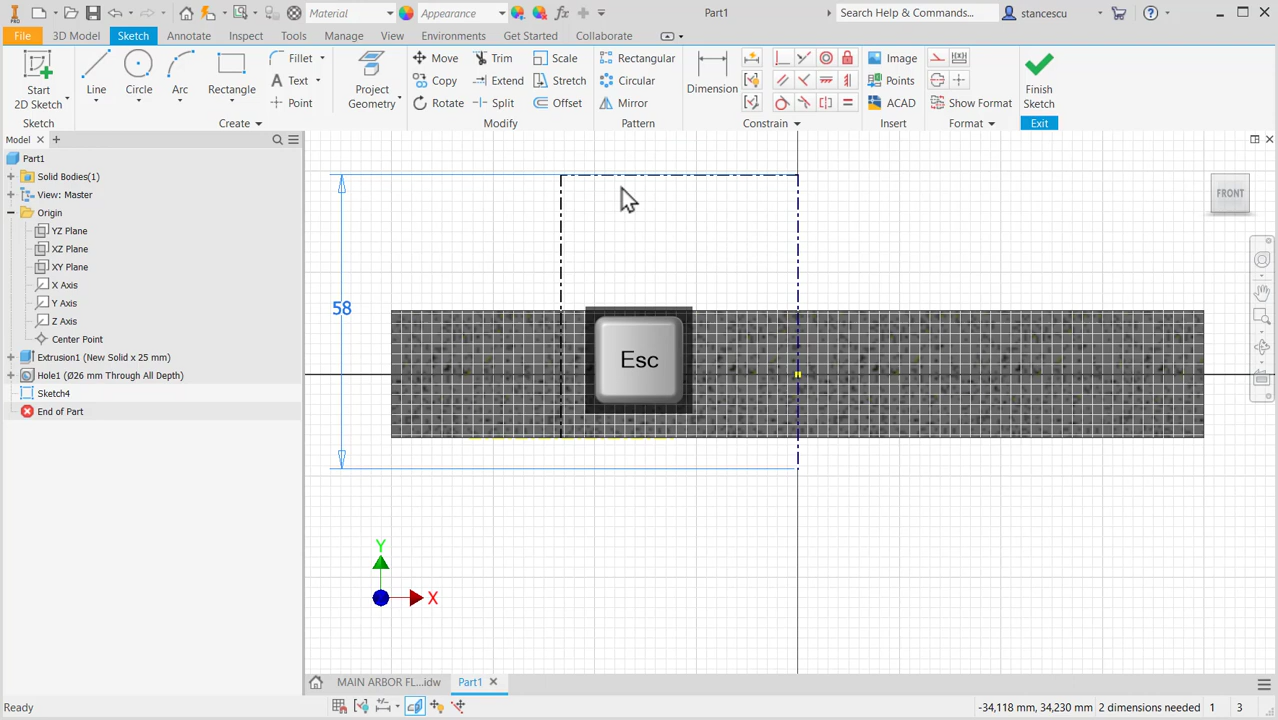 Material
Appearance
Part1
Search Help & Commands...
stancescu
PRO
File
3D Model
Sketch
Annotate
Inspect
Tools
Manage
View
Environments
Get Started
Collaborate
Start
2D Sketch
Sketch
Line
Circle
Arc
Rectangle
Fillet
Text
Point
Create
Project
Geometry
Move
Copy
Rotate
Trim
Extend
Split
Scale
Stretch
Offset
Modify
Rectangular
Circular
Mirror
Pattern
Dimension
Constrain
Image
Points
ACAD
Insert
Show Format
Format
Finish
Sketch
Exit
Model
Part1
Solid Bodies(1)
View: Master
Origin
YZ Plane
XZ Plane
XY Plane
X Axis
Y Axis
Z Axis
Center Point
Extrusion1 (New Solid x 25 mm)
Hole1 (Ø26 mm Through All Depth)
Sketch4
End of Part
FRONT
58
Esc
Y
X
MAIN ARBOR FL...idw
Part1
Ready
-34,118 mm, 34,230 mm
2 dimensions needed
1
3